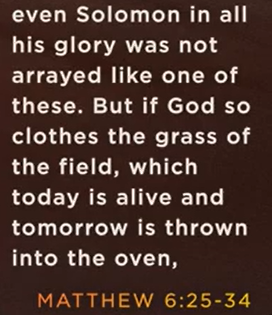 even Solomon in all
his glory was not
arrayed like one of
these. But if God so
clothes the grass of
the field, which
today is alive and
tomorrow is thrown
into the oven,
MATTHEW 6:25-34